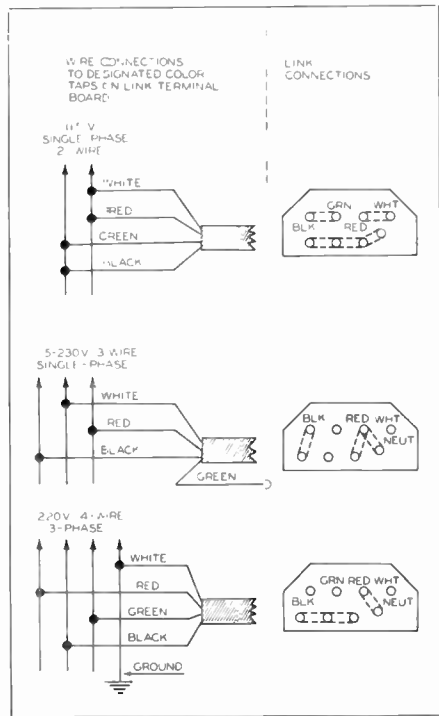 WIRE CONNECTIONS
TO DESIGNATED COLOR
TAPS ON LINK TERMINAL
BOARD
LINK
CONNECTIONS
V
SINGLE PHASE
2 WIRE
WHITE
RED
GREEN
BLACK
GRN WHT
BLK RED
5-230V 3 WIRE
SINGLE-PHASE
WHITE
RED
BLACK
GREEN
BLK RED WHT
NEUT
220V 4-WIRE
3-PHASE
WHITE
RED
GREEN
BLACK
GROUND
GRN RED WHT
BLK NEUT